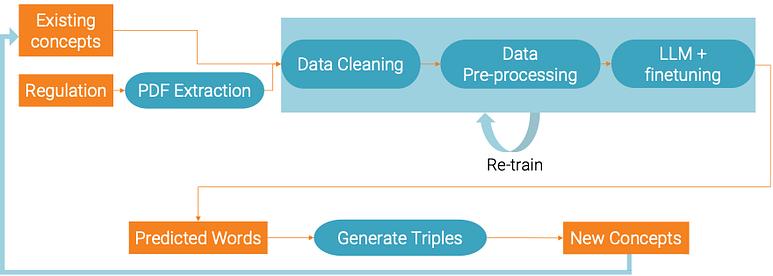 Existing
concepts
Regulation
PDF Extraction
Data Cleaning
Data
Pre-processing
LLM +
finetuning
Re-train
Predicted Words
Generate Triples
New Concepts